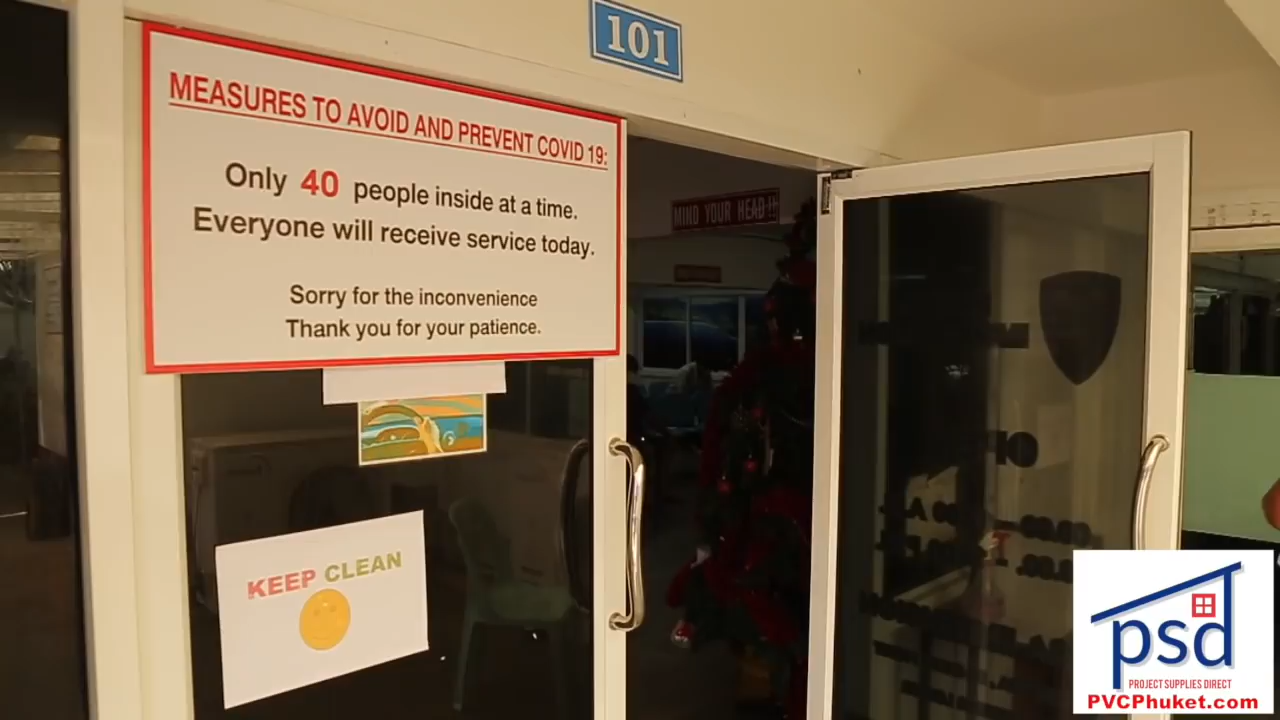 101
MEASURES TO AVOID AND PREVENT COVID 19:
Only 40 people inside at a time.
Everyone will receive service today.
Sorry for the inconvenience
Thank you for your patience.
MIND YOUR HEAD !!
KEEP CLEAN
psd
PROJECT SUPPLIES DIRECT
PVCPhuket.com